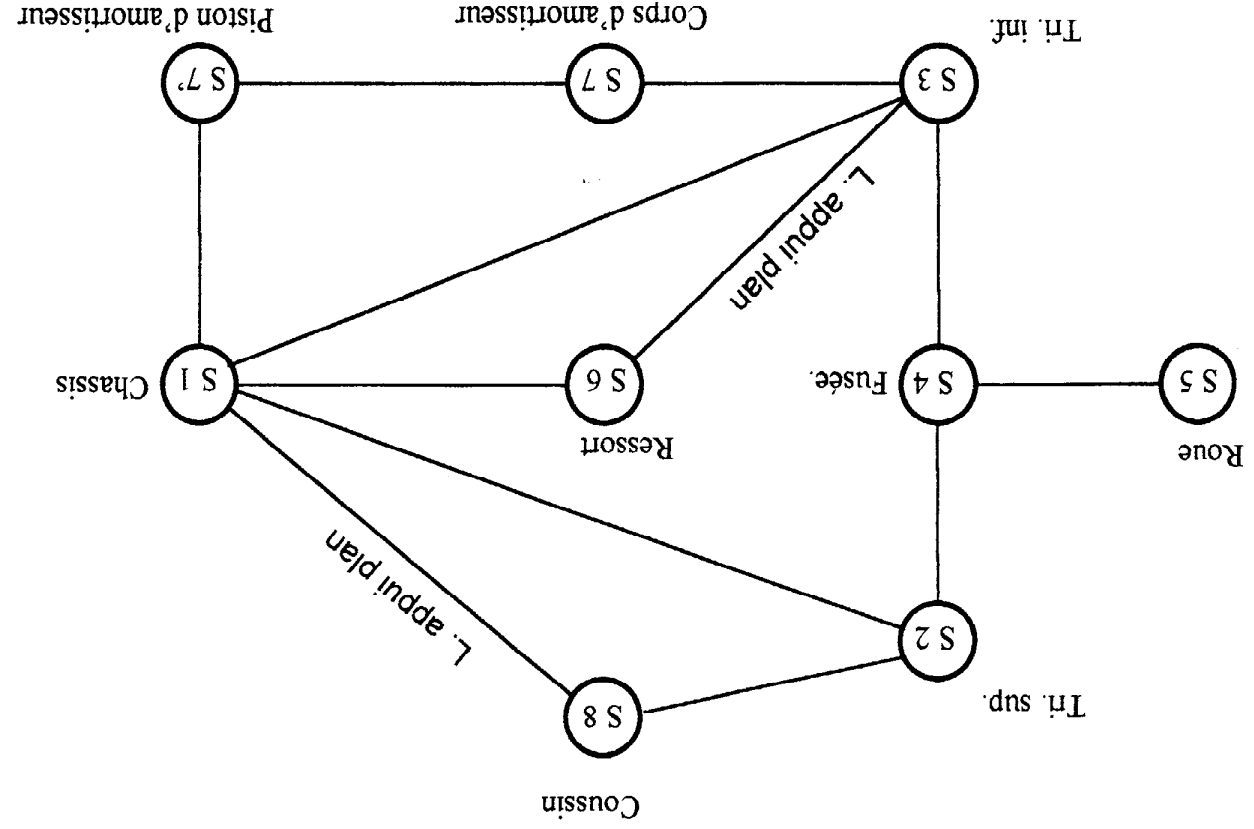 Coussin
S 8
Tri. sup.
S 2
L. appui plan
Roue
S 5
S 4
Fusée.
Ressort
S 6
S 1
Chassis
L. appui plan
S 3
Tri. inf.
S 7
Corps d'amortisseur
S 7'
Piston d'amortisseur